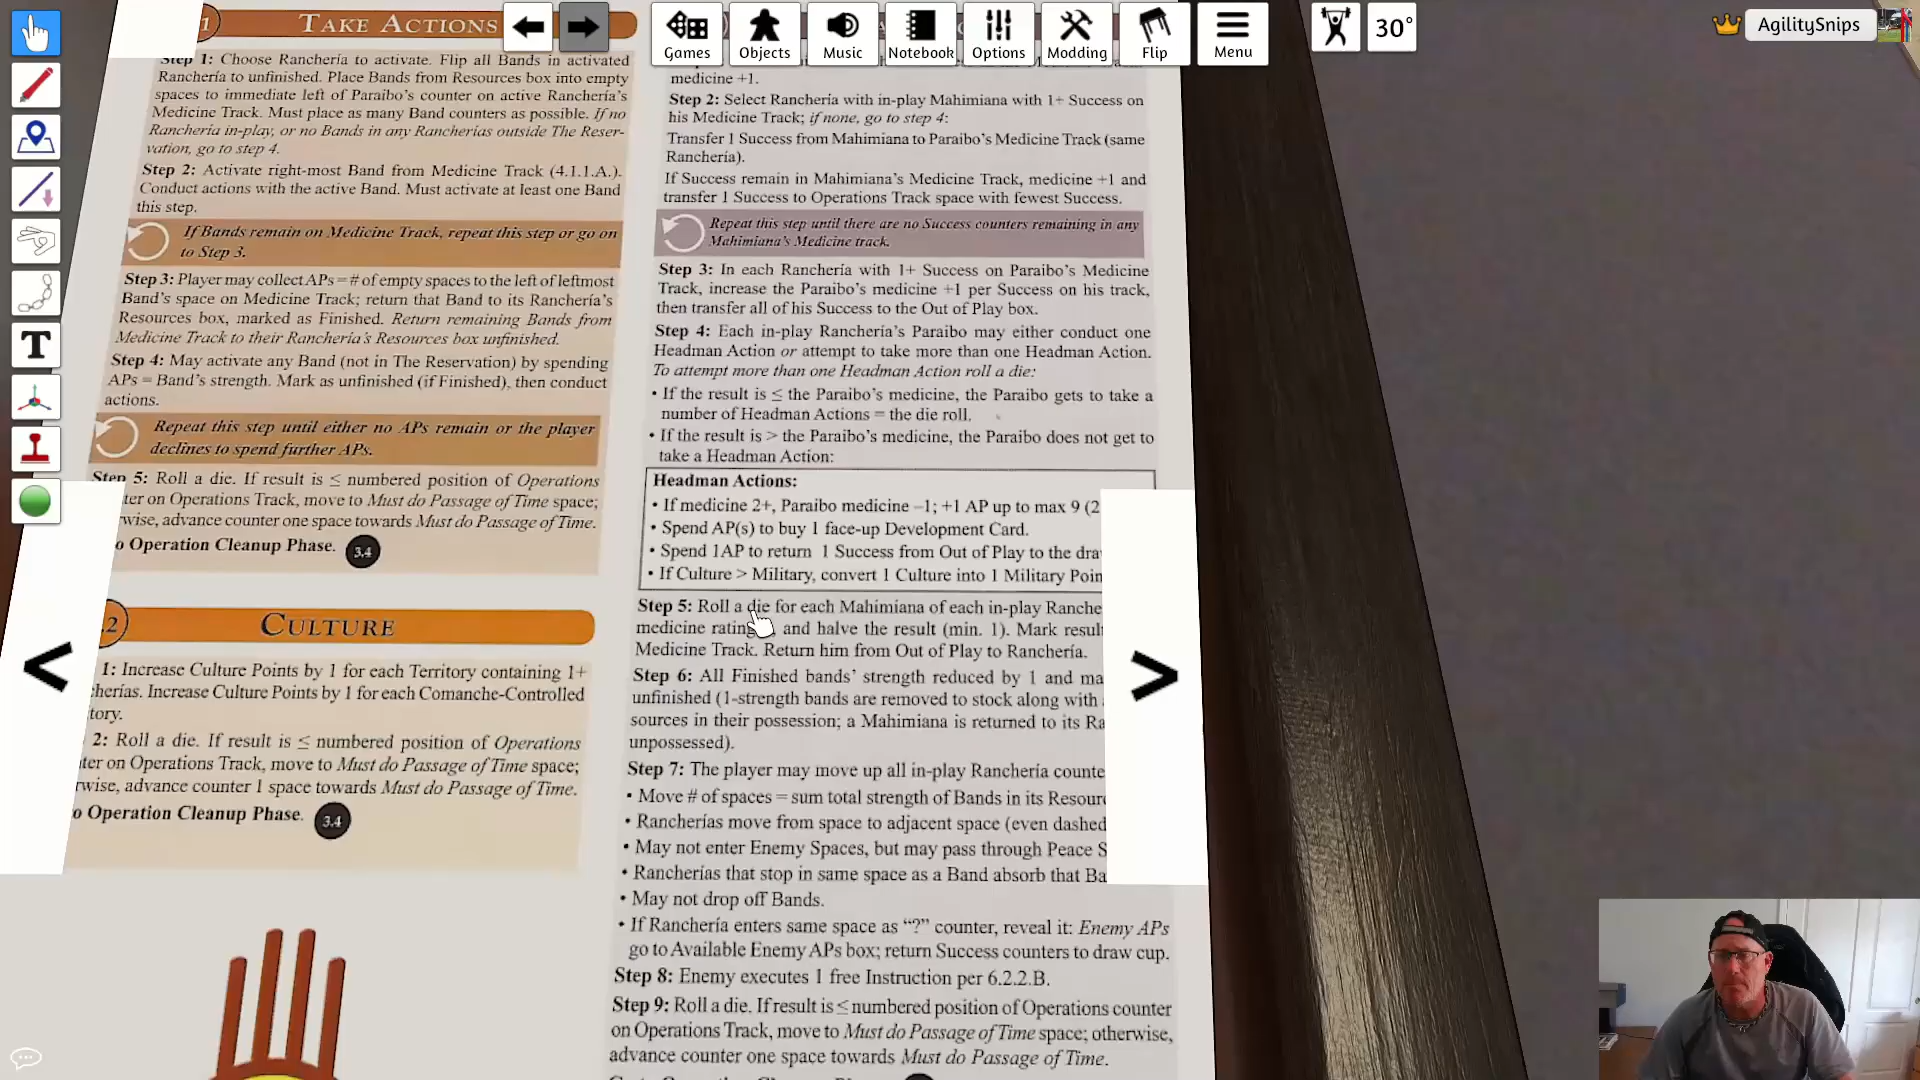 1 TAKE ACTIONS
Step 1: Choose Ranchería to activate. Flip all Bands in activated
Ranchería to unfinished. Place Bands from Resources box into empty
spaces to immediate left of Paraibo's counter on active Ranchería's
Medicine Track. Must place as many Band counters as possible. If no
Rancheria in-play, or no Bands in any Rancherias outside The Reser-
vation, go to step 4.
Step 2: Activate right-most Band from Medicine Track (4.1.1.A.).
Conduct actions with the active Band. Must activate at least one Band
this step.
If Bands remain on Medicine Track, repeat this step or go on
to Step 3.
Step 3: Player may collect APs = # of empty spaces to the left of leftmost
Band's space on Medicine Track; return that Band to its Ranchería's
Resources box, marked as Finished. Return remaining Bands from
Medicine Track to their Ranchería's Resources box unfinished.
Step 4: May activate any Band (not in The Reservation) by spending
APs = Band's strength. Mark as unfinished (if Finished), then conduct
actions.
Repeat this step until either no APs remain or the player
declines to spend further APs.
Step 5: Roll a die. If result is ≤ numbered position of Operations
ter on Operations Track, move to Must do Passage of Time space;
wise, advance counter one space towards Must do Passage of Time.
o Operation Cleanup Phase. 3.4
.2 CULTURE
1: Increase Culture Points by 1 for each Territory containing 1+
cherías. Increase Culture Points by 1 for each Comanche-Controlled
tory.
2: Roll a die. If result is ≤ numbered position of Operations
ter on Operations Track, move to Must do Passage of Time space;
rwise, advance counter 1 space towards Must do Passage of Time.
o Operation Cleanup Phase. 3.4
medicine +1.
Step 2: Select Ranchería with in-play Mahimiana with 1+ Success on
his Medicine Track; if none, go to step 4:
Transfer 1 Success from Mahimiana to Paraibo's Medicine Track (same
Ranchería).
If Success remain in Mahimiana's Medicine Track, medicine +1 and
transfer 1 Success to Operations Track space with fewest Success.
Repeat this step until there are no Success counters remaining in any
Mahimiana's Medicine track.
Step 3: In each Ranchería with 1+ Success on Paraibo's Medicine
Track, increase the Paraibo's medicine +1 per Success on his track,
then transfer all of his Success to the Out of Play box.
Step 4: Each in-play Ranchería's Paraibo may either conduct one
Headman Action or attempt to take more than one Headman Action.
To attempt more than one Headman Action roll a die:
• If the result is ≤ the Paraibo's medicine, the Paraibo gets to take a
number of Headman Actions = the die roll.
• If the result is > the Paraibo's medicine, the Paraibo does not get to
take a Headman Action:
Headman Actions:
• If medicine 2+, Paraibo medicine –1; +1 AP up to max 9 (2
• Spend AP(s) to buy 1 face-up Development Card.
• Spend 1AP to return 1 Success from Out of Play to the dra
• If Culture > Military, convert 1 Culture into 1 Military Poin
Step 5: Roll a die for each Mahimiana of each in-play Ranche
medicine rating and halve the result (min. 1). Mark resul
Medicine Track. Return him from Out of Play to Ranchería.
Step 6: All Finished bands' strength reduced by 1 and ma
unfinished (1-strength bands are removed to stock along with
sources in their possession; a Mahimiana is returned to its Ra
unpossessed).
Step 7: The player may move up all in-play Ranchería counte
• Move # of spaces = sum total strength of Bands in its Resour
• Rancherías move from space to adjacent space (even dashed
• May not enter Enemy Spaces, but may pass through Peace S
• Rancherías that stop in same space as a Band absorb that Ba
• May not drop off Bands.
• If Ranchería enters same space as “?” counter, reveal it: Enemy APs
go to Available Enemy APs box; return Success counters to draw cup.
Step 8: Enemy executes 1 free Instruction per 6.2.2.B.
Step 9: Roll a die. If result is ≤ numbered position of Operations counter
on Operations Track, move to Must do Passage of Time space; otherwise,
advance counter one space towards Must do Passage of Time.
Games
Objects
Music
Notebook
Options
Modding
Flip
Menu
30°
AgilitySnips
T
<
>